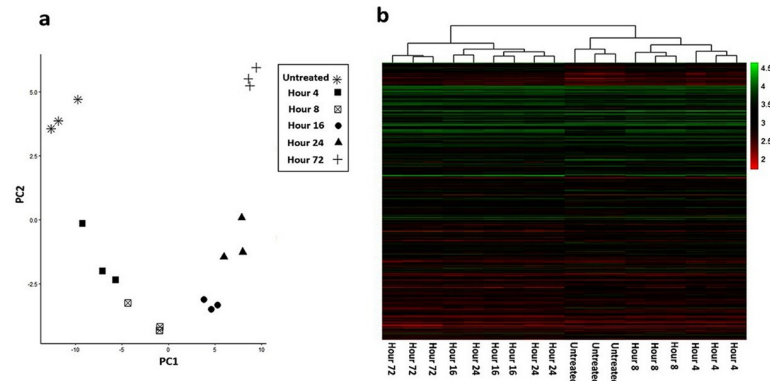 a
PC2
5.0
2.5
0.0
-2.5
-10
-5
0
5
10
PC1
Untreated
Hour 4
Hour 8
Hour 16
Hour 24
Hour 72
b
4.5
4
3.5
3
2.5
2
Hour 72
Hour 72
Hour 72
Hour 16
Hour 24
Hour 16
Hour 16
Hour 24
Hour 24
Untreated
Untreated
Untreated
Hour 8
Hour 8
Hour 8
Hour 4
Hour 4
Hour 4